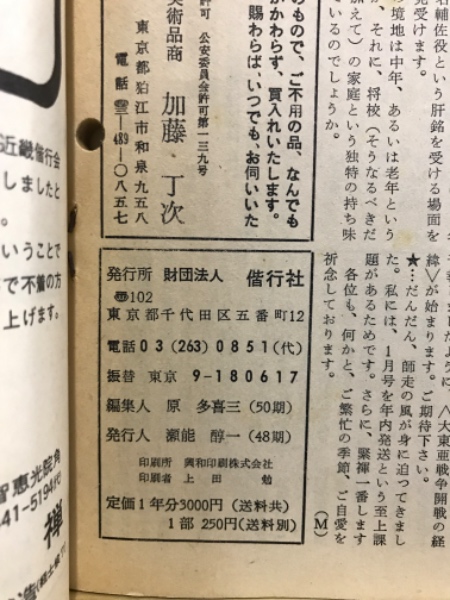 名輔佐役という肝銘を受ける場面を
見受けます。
の境地は中年、あるいは老年という
が、それに、将校（そうなるべきだ
加えて）の家庭という独特の持ち味
ているのでしょうか。
のもので、ご不用の品、なんでも
かかわらず、買入れいたします。
賜わらば、いつでも、お伺いいた
許可 公安委員会許可第一三九号
美術品商 加藤丁次
東京都狛江市和泉九五八
電話 ―489―〇八五七
緯＞が始まります。ご期待下さい。
＜大東亜戦争開戦の経
★…だんだん、師走の風が身に迫つてきまし
た。私には、1月号を年内発送という至上課
題があるためです。さらに、緊褌一番します
各位も、何かと、ご繁忙の季節、ご自愛を
祈念しております。
（M）
発行所 財団法人 偕行社
〒102
東京都千代田区五番町12
電話03(263)0851(代)
振替 東京 9-180617
編集人 原 多喜三(50期)
発行人 瀬能 醇一(48期)
印刷所 興和印刷株式会社
印刷者 上田 勉
定価1年分3000円(送料共)
1部 250円(送料別)
近畿偕行会
しましたと
いうことで
で不着の方
上げます。
智恵光院角
41-5194代
禅